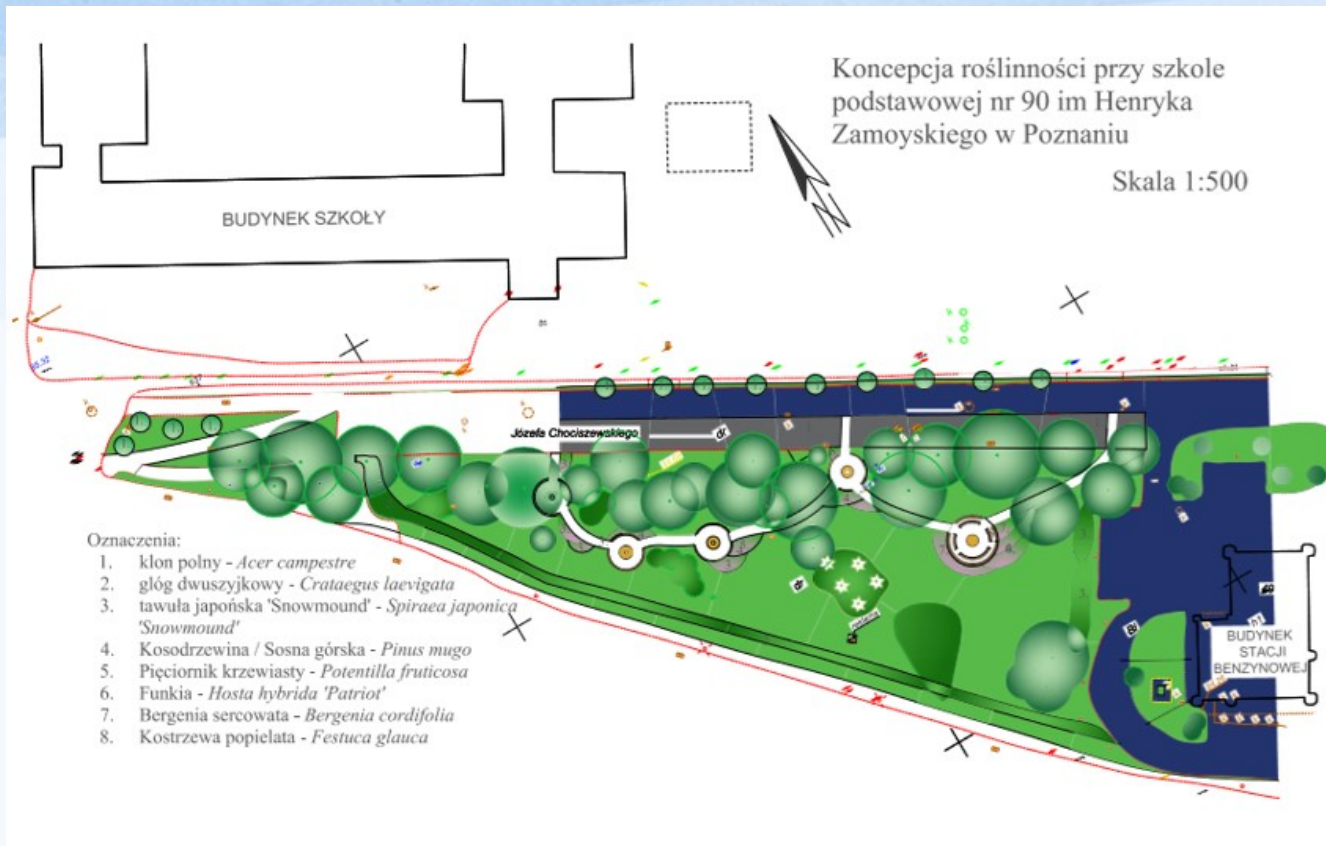 Koncepcja roślinności przy szkole
podstawowej nr 90 im Henryka
Zamoyskiego w Poznaniu
Skala 1:500
BUDYNEK SZKOŁY
Józefa Chociszewskiego
dr
dr
BUDYNEK
STACJI
BENZYNOWEJ
Oznaczenia:
1. klon polny - Acer campestre
2. głóg dwuszyjkowy - Crataegus laevigata
3. tawuła japońska 'Snowmound' - Spiraea japonica
'Snowmound'
4. Kosodrzewina / Sosna górska - Pinus mugo
5. Pięciornik krzewiasty - Potentilla fruticosa
6. Funkia - Hosta hybrida 'Patriot'
7. Bergenia sercowata - Bergenia cordifolia
8. Kostrzewa popielata - Festuca glauca